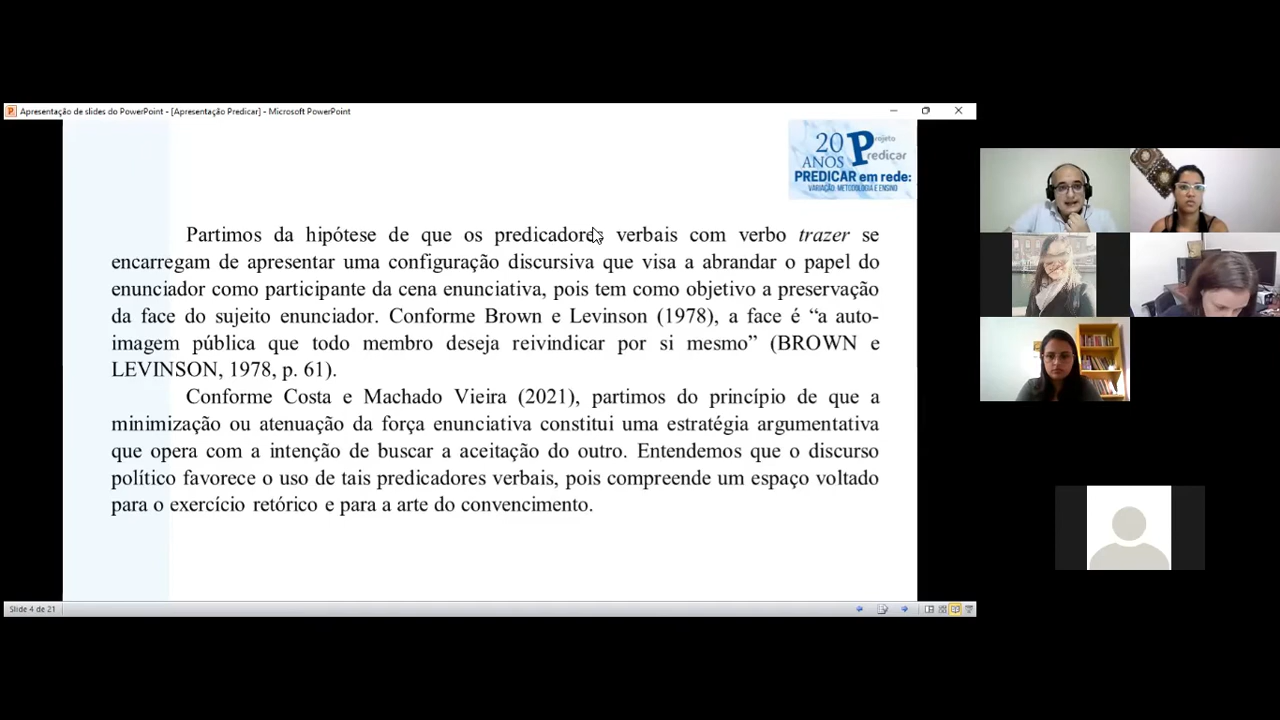 Apresentação de slides do PowerPoint - [Apresentação Predicar] - Microsoft PowerPoint
20 ANOS
Projeto
Predicar
PREDICAR em rede:
VARIAÇÃO, METODOLOGIA E ENSINO
Partimos da hipótese de que os predicadores verbais com verbo trazer se
encarregam de apresentar uma configuração discursiva que visa a abrandar o papel do
enunciador como participante da cena enunciativa, pois tem como objetivo a preservação
da face do sujeito enunciador. Conforme Brown e Levinson (1978), a face é “a auto-
imagem pública que todo membro deseja reivindicar por si mesmo” (BROWN e
LEVINSON, 1978, p. 61).
Conforme Costa e Machado Vieira (2021), partimos do princípio de que a
minimização ou atenuação da força enunciativa constitui uma estratégia argumentativa
que opera com a intenção de buscar a aceitação do outro. Entendemos que o discurso
político favorece o uso de tais predicadores verbais, pois compreende um espaço voltado
para o exercício retórico e para a arte do convencimento.
Slide 4 de 21